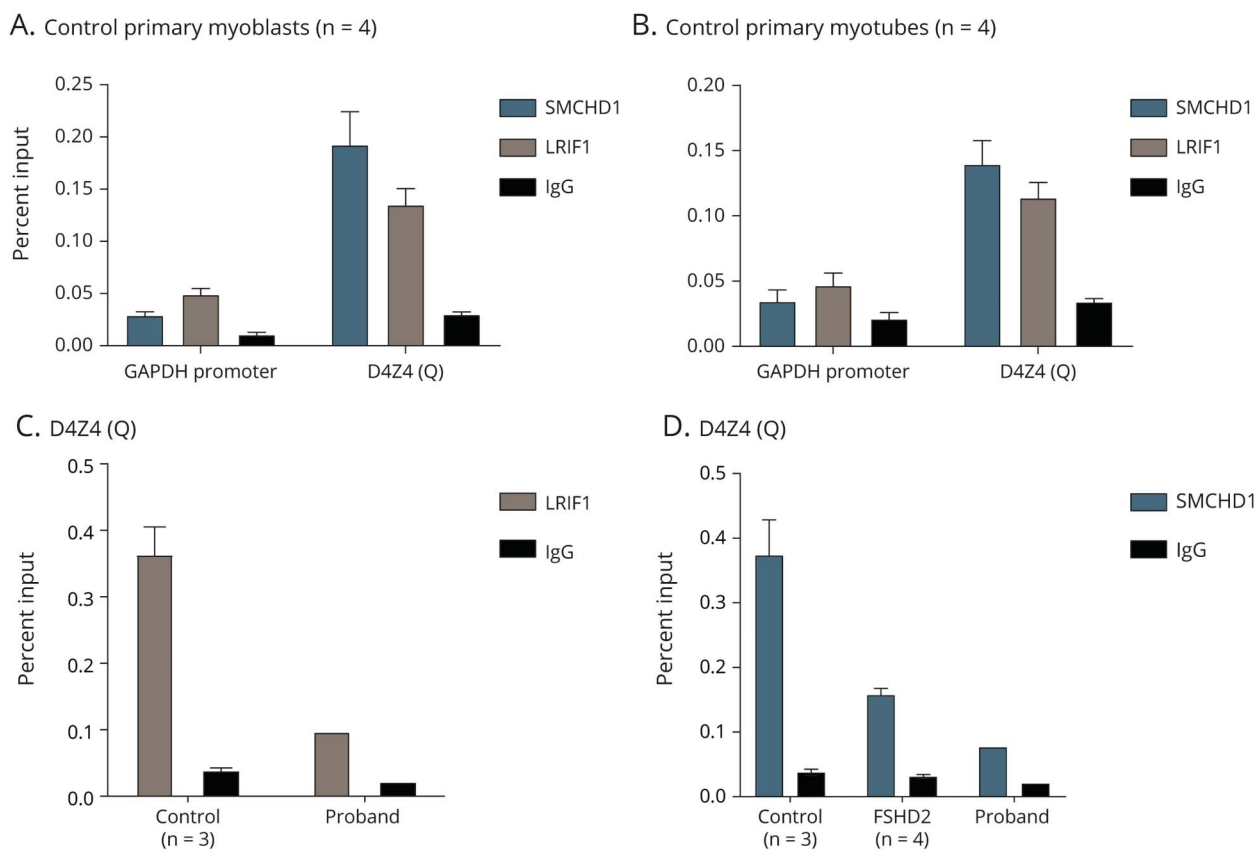 A. Control primary myoblasts (n = 4)
Percent input
0.25
0.20
0.15
0.10
0.05
0.00
GAPDH promoter
D4Z4 (Q)
SMCHD1
LRIF1
IgG
B. Control primary myotubes (n = 4)
0.20
0.15
0.10
0.05
0.00
GAPDH promoter
D4Z4 (Q)
SMCHD1
LRIF1
IgG
C. D4Z4 (Q)
Percent input
0.5
0.4
0.3
0.2
0.1
0.0
Control
(n = 3)
Proband
LRIF1
IgG
D. D4Z4 (Q)
Percent input
0.5
0.4
0.3
0.2
0.1
0.0
Control
(n = 3)
FSHD2
(n = 4)
Proband
SMCHD1
IgG